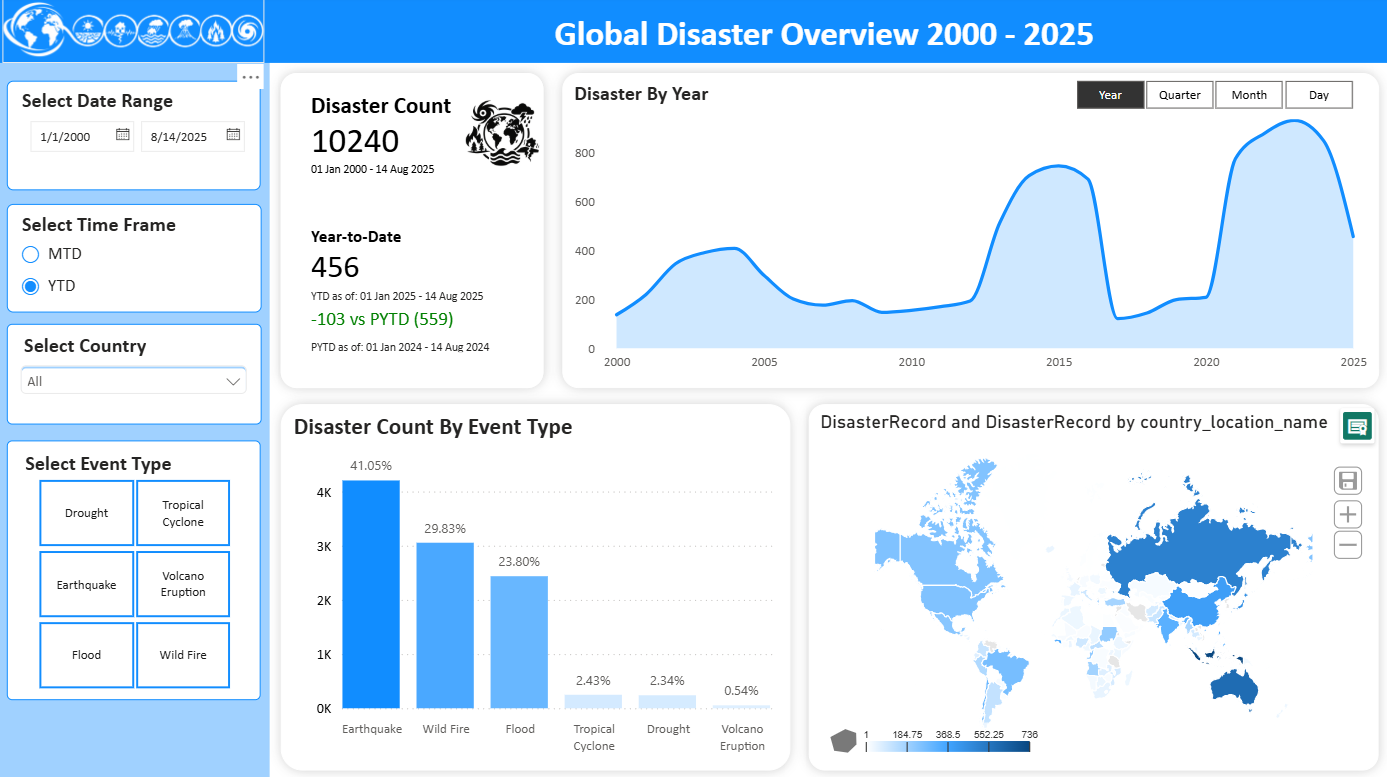 Global Disaster Overview 2000 - 2025
...
Select Date Range
1/1/2000
8/14/2025
Select Time Frame
MTD
YTD
Select Country
All
Select Event Type
Drought
Tropical
Cyclone
Earthquake
Volcano
Eruption
Flood
Wild Fire
Disaster Count
10240
01 Jan 2000 - 14 Aug 2025
Year-to-Date
456
YTD as of: 01 Jan 2025 - 14 Aug 2025
-103 vs PYTD (559)
PYTD as of: 01 Jan 2024 - 14 Aug 2024
Disaster By Year
Year
Quarter
Month
Day
800
600
400
200
0
2000
2005
2010
2015
2020
2025
Disaster Count By Event Type
41.05%
29.83%
23.80%
2.43%
2.34%
0.54%
4K
3K
2K
1K
0K
Earthquake
Wild Fire
Flood
Tropical
Cyclone
Drought
Volcano
Eruption
DisasterRecord and DisasterRecord by country_location_name
1
184.75
368.5
552.25
736